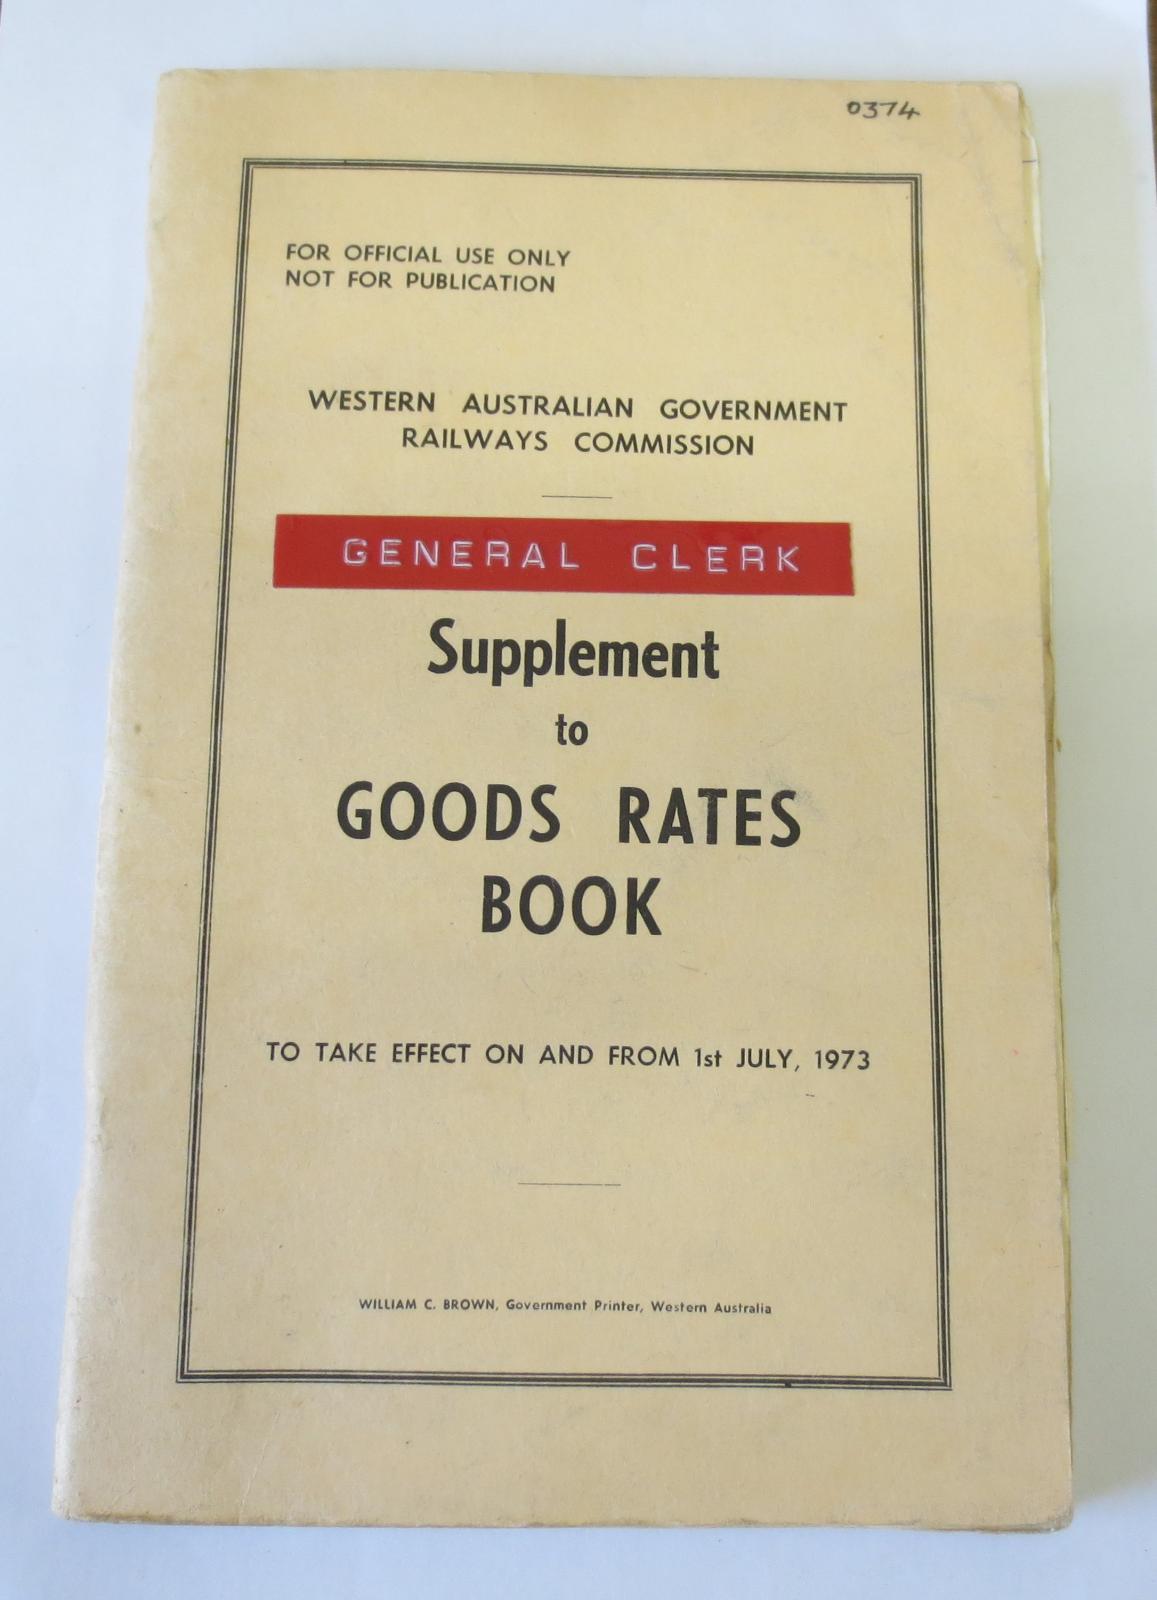 0374
FOR OFFICIAL USE ONLY
NOT FOR PUBLICATION
WESTERN AUSTRALIAN GOVERNMENT
RAILWAYS COMMISSION
GENERAL CLERK
Supplement
to
GOODS RATES
BOOK
TO TAKE EFFECT ON AND FROM 1st JULY, 1973
WILLIAM C. BROWN, Government Printer, Western Australia